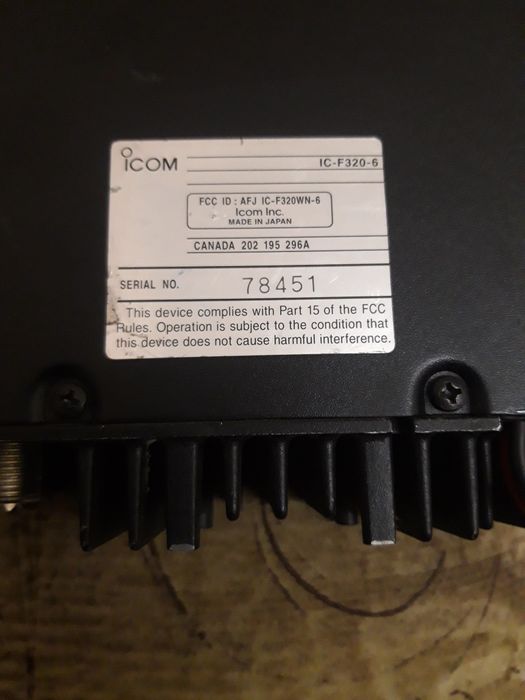 ICOM
IC-F320-6
FCC ID : AFJ IC-F320WN-6
Icom Inc.
MADE IN JAPAN
CANADA 202 195 296A
SERIAL NO. 78451
This device complies with Part 15 of the FCC
Rules. Operation is subject to the condition that
this device does not cause harmful interference.